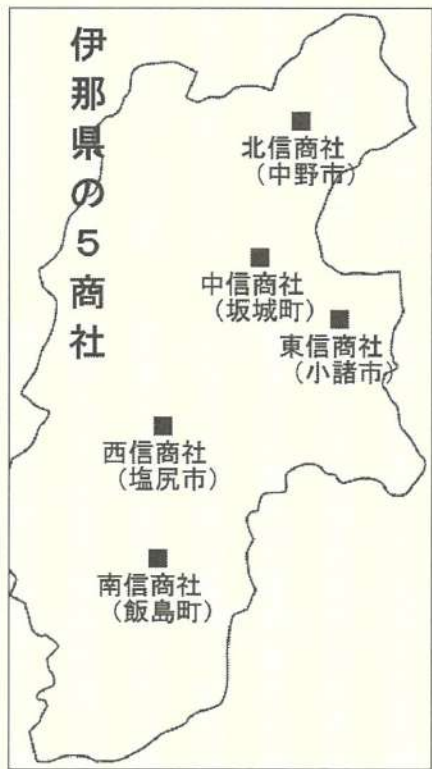 伊那県の5商社
北信商社
(中野市)
中信商社
(坂城町)
東信商社
(小諸市)
西信商社
(塩尻市)
南信商社
(飯島町)